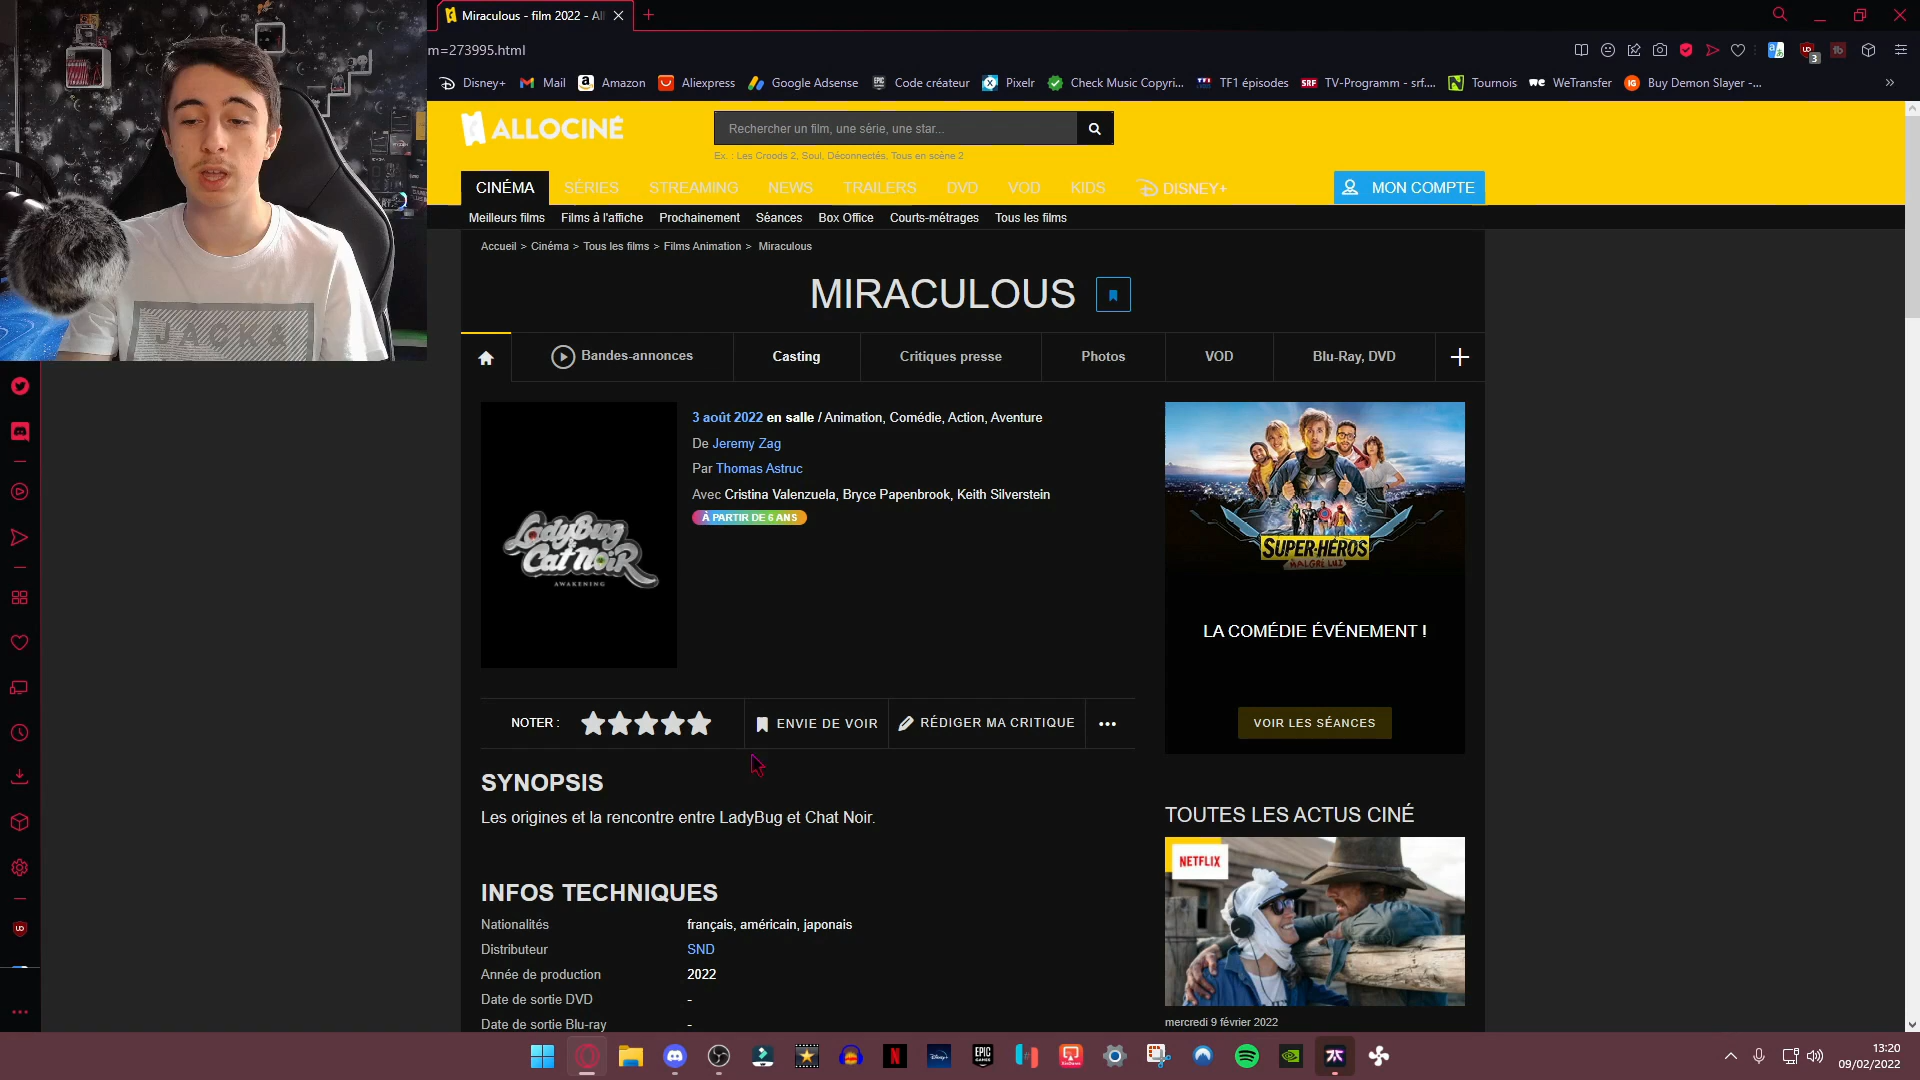 Miraculous - film 2022 - Al
m=273995.html
Disney+
Mail
Amazon
Aliexpress
Google Adsense
Code créateur
Pixelr
Check Music Copyri...
TF1 épisodes
TV-Programm - srf....
Tournois
WeTransfer
Buy Demon Slayer -...
ALLOCINÉ
Rechercher un film, une série, une star...
Ex. : Les Croods 2, Soul, Déconnectés, Tous en scène 2
CINÉMA
SÉRIES
STREAMING
NEWS
TRAILERS
DVD
VOD
KIDS
DISNEY+
MON COMPTE
Meilleurs films
Films à l'affiche
Prochainement
Séances
Box Office
Courts-métrages
Tous les films
Accueil > Cinéma > Tous les films > Films Animation > Miraculous
MIRACULOUS
Bandes-annonces
Casting
Critiques presse
Photos
VOD
Blu-Ray, DVD
LadyBug
Cat Noir
AWAKENING
3 août 2022 en salle / Animation, Comédie, Action, Aventure
De Jeremy Zag
Par Thomas Astruc
Avec Cristina Valenzuela, Bryce Papenbrook, Keith Silverstein
À PARTIR DE 6 ANS
SUPER-HÉROS
MALGRÉ LUI
LA COMÉDIE ÉVÉNEMENT !
VOIR LES SÉANCES
NOTER :
ENVIE DE VOIR
RÉDIGER MA CRITIQUE
SYNOPSIS
Les origines et la rencontre entre LadyBug et Chat Noir.
INFOS TECHNIQUES
Nationalités français, américain, japonais
Distributeur SND
Année de production 2022
Date de sortie DVD -
Date de sortie Blu-ray -
TOUTES LES ACTUS CINÉ
NETFLIX
mercredi 9 février 2022
JACK &
13:20
09/02/2022